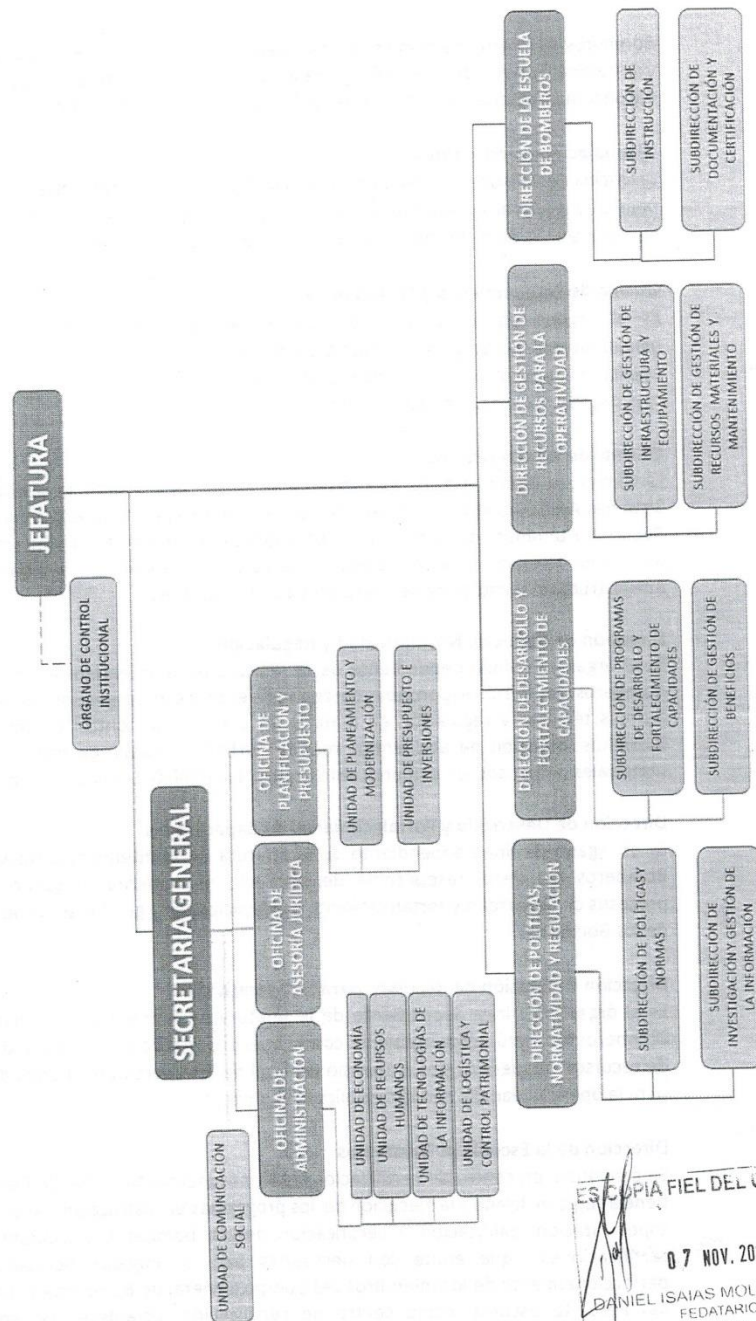 JEFATURA
ÓRGANO DE CONTROL
INSTITUCIONAL
SECRETARIA GENERAL
UNIDAD DE COMUNICACIÓN
SOCIAL
OFICINA DE
ADMINISTRACIÓN
UNIDAD DE ECONOMÍA
UNIDAD DE RECURSOS
HUMANOS
UNIDAD DE TECNOLOGÍAS DE
LA INFORMACIÓN
UNIDAD DE LOGÍSTICA Y
CONTROL PATRIMONIAL
OFICINA DE
ASESORÍA JURÍDICA
OFICINA DE
PLANIFICACIÓN Y
PRESUPUESTO
UNIDAD DE PLANEAMIENTO Y
MODERNIZACIÓN
UNIDAD DE PRESUPUESTO E
INVERSIONES
DIRECCIÓN DE POLÍTICAS,
NORMATIVIDAD Y REGULACIÓN
SUBDIRECCIÓN DE POLÍTICAS Y
NORMAS
SUBDIRECCIÓN DE
INVESTIGACIÓN Y GESTIÓN DE
LA INFORMACIÓN
DIRECCIÓN DE DESARROLLO Y
FORTALECIMIENTO DE
CAPACIDADES
SUBDIRECCIÓN DE PROGRAMAS
DE DESARROLLO Y
FORTALECIMIENTO DE
CAPACIDADES
SUBDIRECCIÓN DE GESTIÓN DE
BENEFICIOS
DIRECCIÓN DE GESTIÓN DE
RECURSOS PARA LA
OPERATIVIDAD
SUBDIRECCIÓN DE GESTIÓN DE
INFRAESTRUCTURA Y
EQUIPAMIENTO
SUBDIRECCIÓN DE GESTIÓN DE
RECURSOS MATERIALES Y
MANTENIMIENTO
DIRECCIÓN DE LA ESCUELA
DE BOMBEROS
SUBDIRECCIÓN DE
INSTRUCCIÓN
SUBDIRECCIÓN DE
DOCUMENTACIÓN Y
CERTIFICACIÓN
ES COPIA FIEL DEL
07 NOV. 20
DANIEL ISAIAS
FEDATARIO